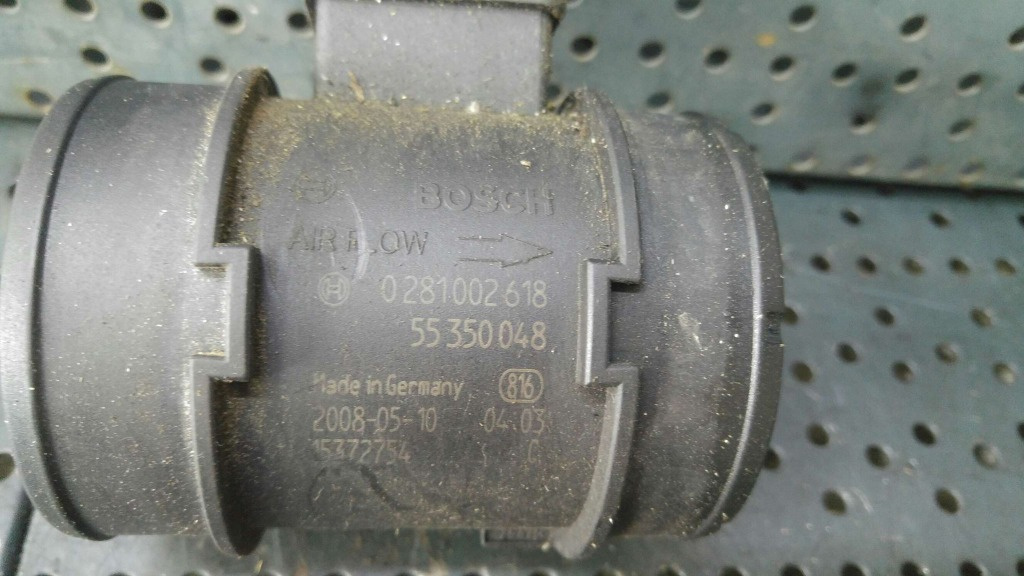 BOSCH
AIR FLOW
0 281 002 618
55 350 048
Made in Germany 816
2008-05-10 04:03
15372754